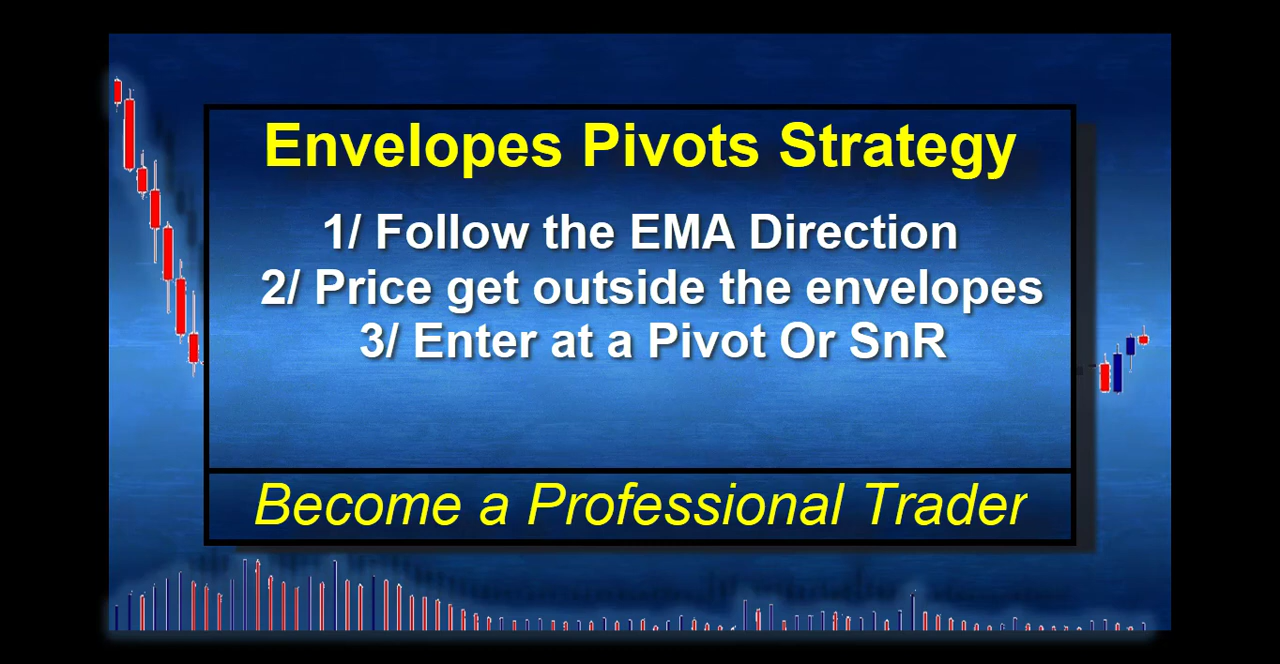 Envelopes Pivots Strategy
1/ Follow the EMA Direction
2/ Price get outside the envelopes
3/ Enter at a Pivot Or SnR
Become a Professional Trader